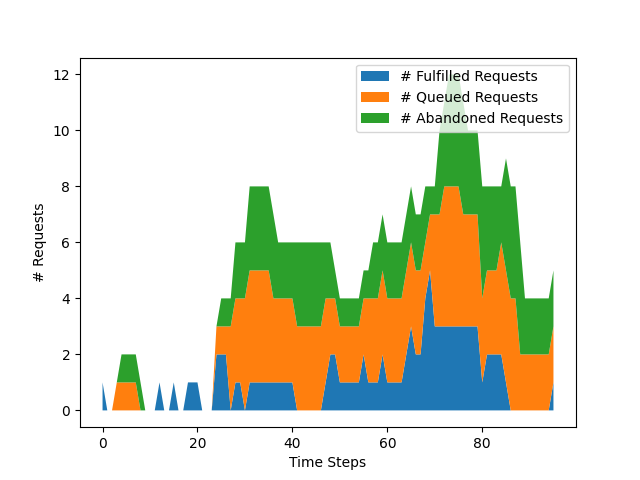 # Fulfilled Requests
# Queued Requests
# Abandoned Requests
# Requests
12
10
8
6
4
2
0
0 20 40 60 80
Time Steps